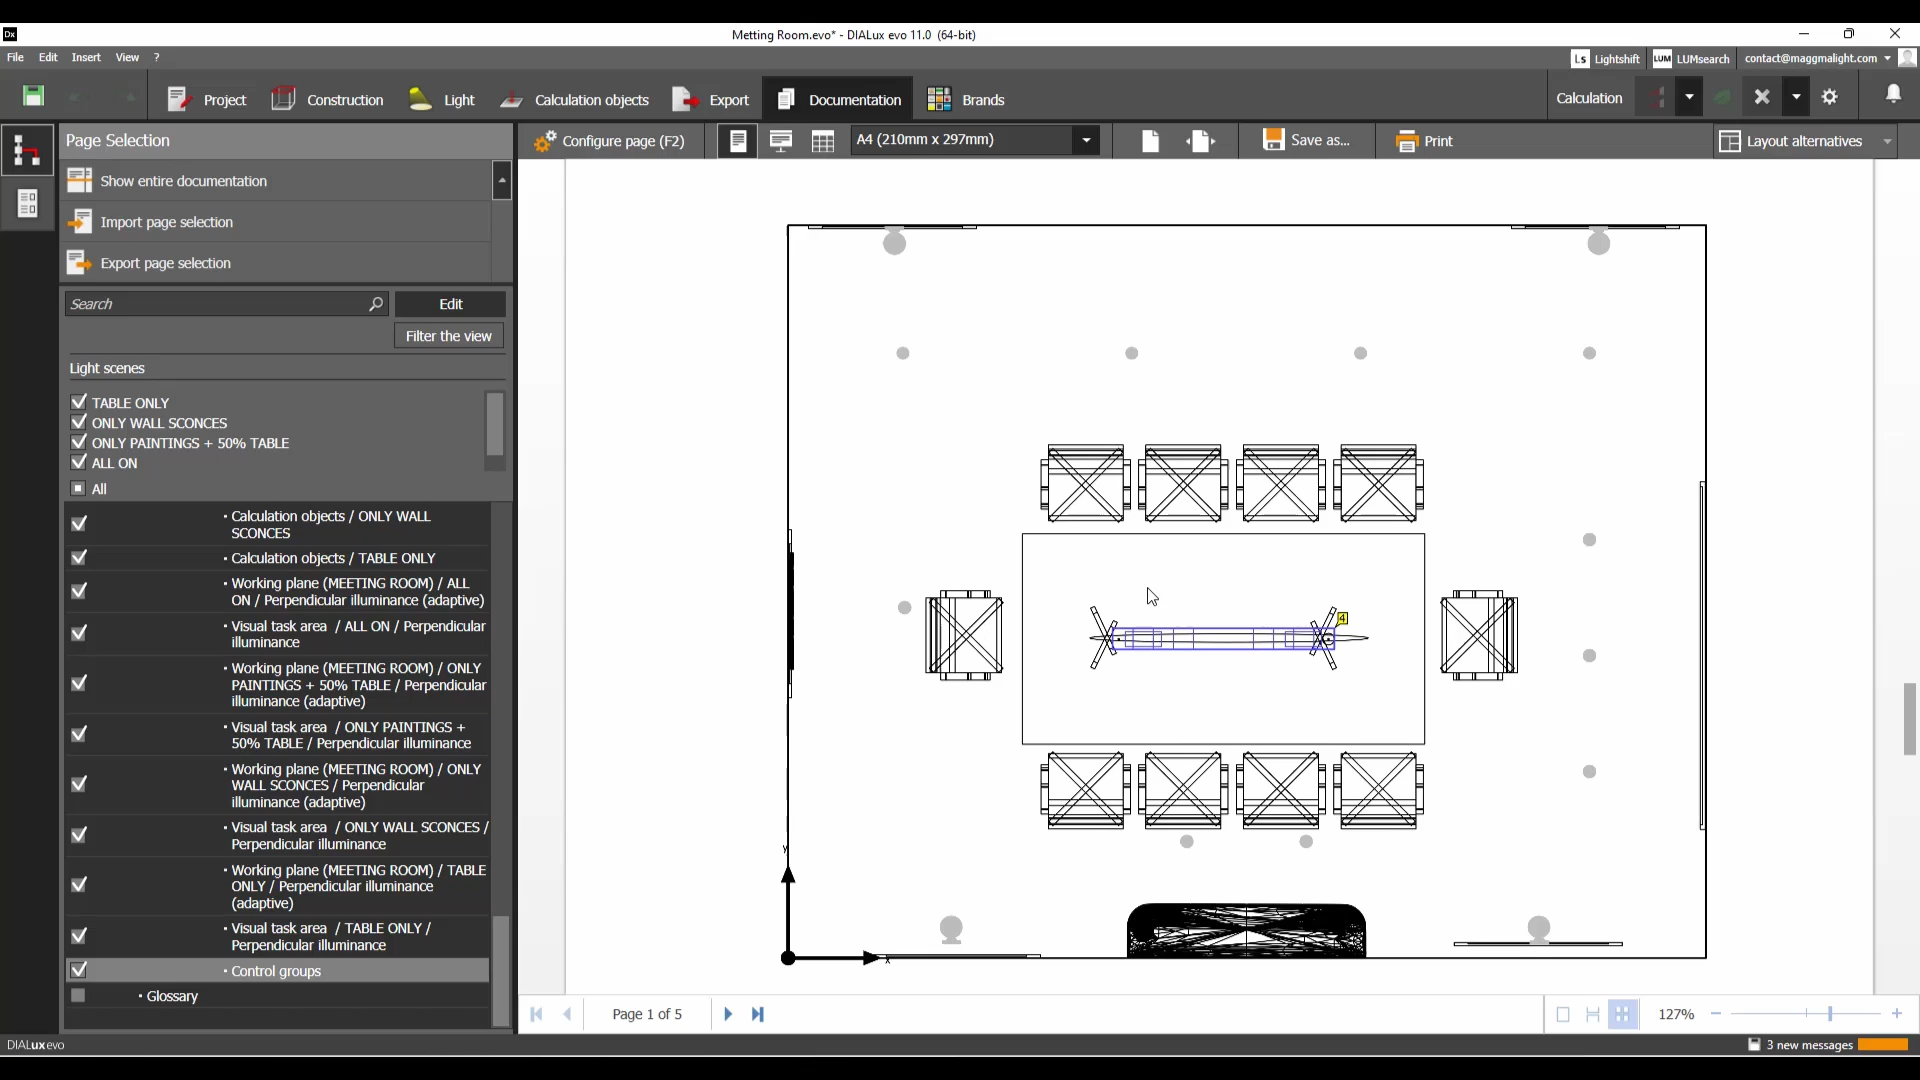 Dx
Metting Room.evo* - DIALux evo 11.0 (64-bit)
File Edit Insert View ?
Ls Lightshift LUM LUMsearch contact@maggmalight.com
Project Construction Light Calculation objects Export Documentation Brands Calculation
Page Selection
Configure page (F2) A4 (210mm x 297mm) Save as... Print Layout alternatives
Show entire documentation
Import page selection
Export page selection
Search Edit
Filter the view
Light scenes
TABLE ONLY
ONLY WALL SCONCES
ONLY PAINTINGS + 50% TABLE
ALL ON
All
• Calculation objects / ONLY WALL
SCONCES
• Calculation objects / TABLE ONLY
• Working plane (MEETING ROOM) / ALL
ON / Perpendicular illuminance (adaptive)
• Visual task area / ALL ON / Perpendicular
illuminance
• Working plane (MEETING ROOM) / ONLY
PAINTINGS + 50% TABLE / Perpendicular
illuminance (adaptive)
• Visual task area / ONLY PAINTINGS +
50% TABLE / Perpendicular illuminance
• Working plane (MEETING ROOM) / ONLY
WALL SCONCES / Perpendicular
illuminance (adaptive)
• Visual task area / ONLY WALL SCONCES /
Perpendicular illuminance
• Working plane (MEETING ROOM) / TABLE
ONLY / Perpendicular illuminance
(adaptive)
• Visual task area / TABLE ONLY /
Perpendicular illuminance
• Control groups
• Glossary
4
y
x
Page 1 of 5 127%
DIALux evo 3 new messages